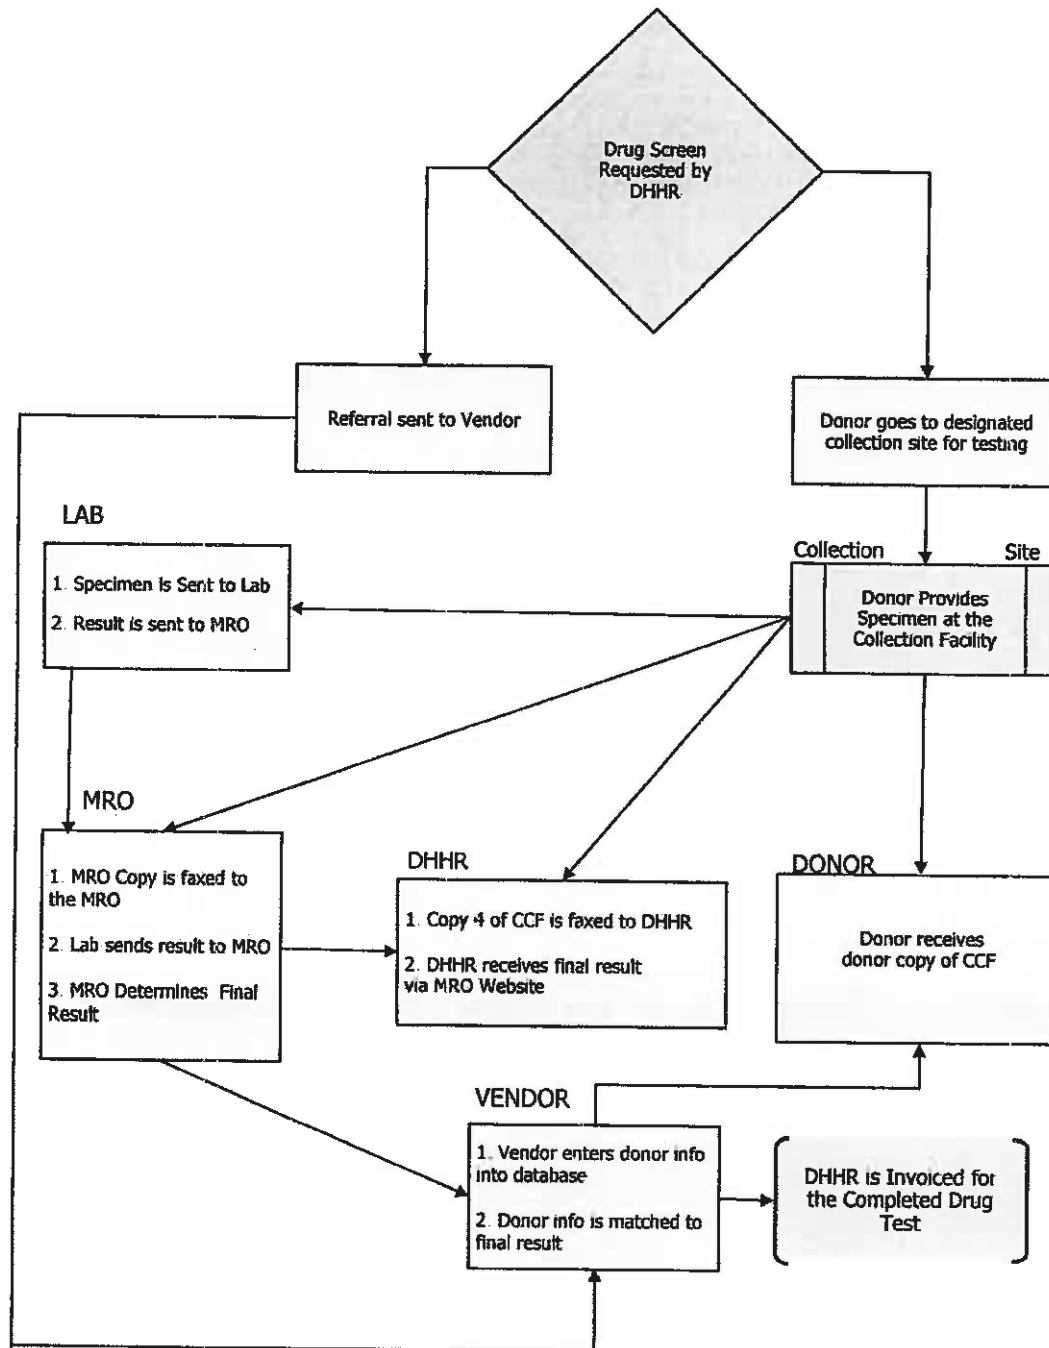 Drug Screen
Requested by
DHHR
Referral sent to Vendor
Donor goes to designated
collection site for testing
LAB
1. Specimen is Sent to Lab
2. Result is sent to MRO
Collection Site
Donor Provides
Specimen at the
Collection Facility
MRO
1. MRO Copy is faxed to
the MRO
2. Lab sends result to MRO
3. MRO Determines Final
Result
DHHR
1. Copy 4 of CCF is faxed to DHHR
2. DHHR receives final result
via MRO Website
DONOR
Donor receives
donor copy of CCF
VENDOR
1. Vendor enters donor info
into database
2. Donor info is matched to
final result
DHHR is Invoiced for
the Completed Drug
Test